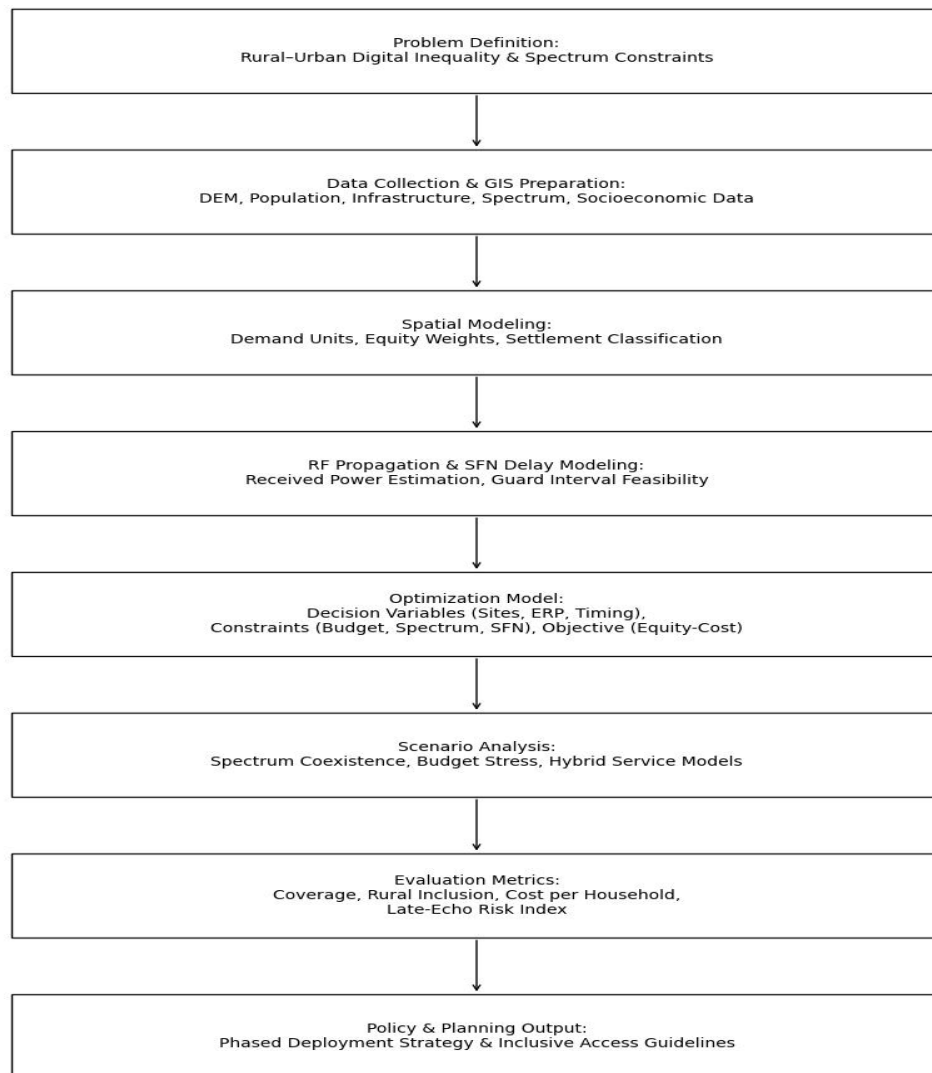 Problem Definition:
Rural–Urban Digital Inequality & Spectrum Constraints
Data Collection & GIS Preparation:
DEM, Population, Infrastructure, Spectrum, Socioeconomic Data
Spatial Modeling:
Demand Units, Equity Weights, Settlement Classification
RF Propagation & SFN Delay Modeling:
Received Power Estimation, Guard Interval Feasibility
Optimization Model:
Decision Variables (Sites, ERP, Timing),
Constraints (Budget, Spectrum, SFN), Objective (Equity-Cost)
Scenario Analysis:
Spectrum Coexistence, Budget Stress, Hybrid Service Models
Evaluation Metrics:
Coverage, Rural Inclusion, Cost per Household,
Late-Echo Risk Index
Policy & Planning Output:
Phased Deployment Strategy & Inclusive Access Guidelines